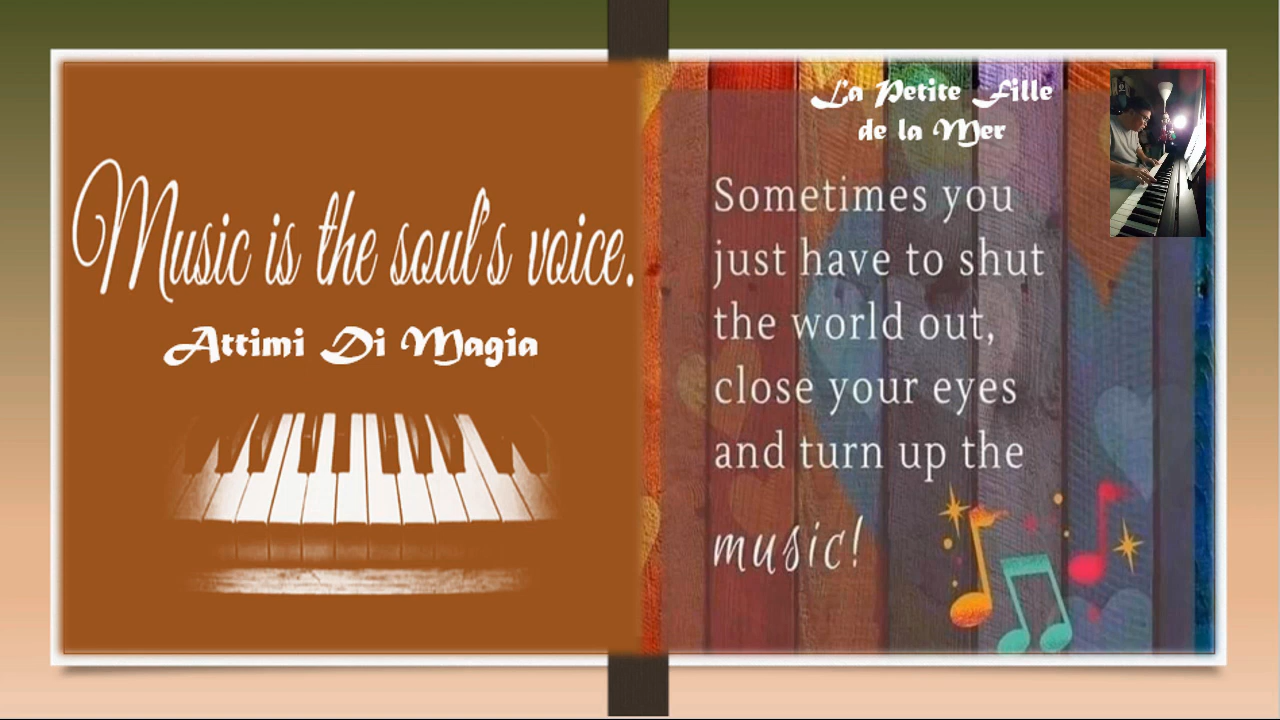 Music is the soul's voice.
Attimi Di Magia
La Petite Fille
de la Mer
Sometimes you
just have to shut
the world out,
close your eyes
and turn up the
music!